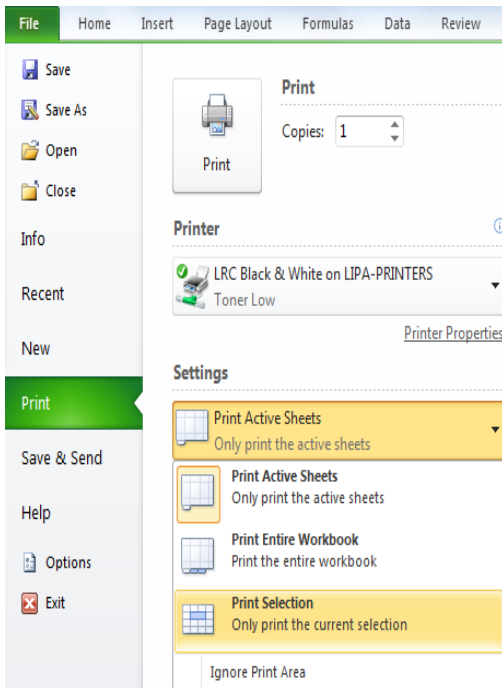 File Home Insert Page Layout Formulas Data Review
Save
Save As
Open
Close
Info
Recent
New
Print
Save & Send
Help
Options
Exit
Print
Print
Copies: 1
Printer
LRC Black & White on LIPA-PRINTERS
Toner Low
Printer Properties
Settings
Print Active Sheets
Only print the active sheets
Print Active Sheets
Only print the active sheets
Print Entire Workbook
Print the entire workbook
Print Selection
Only print the current selection
Ignore Print Area